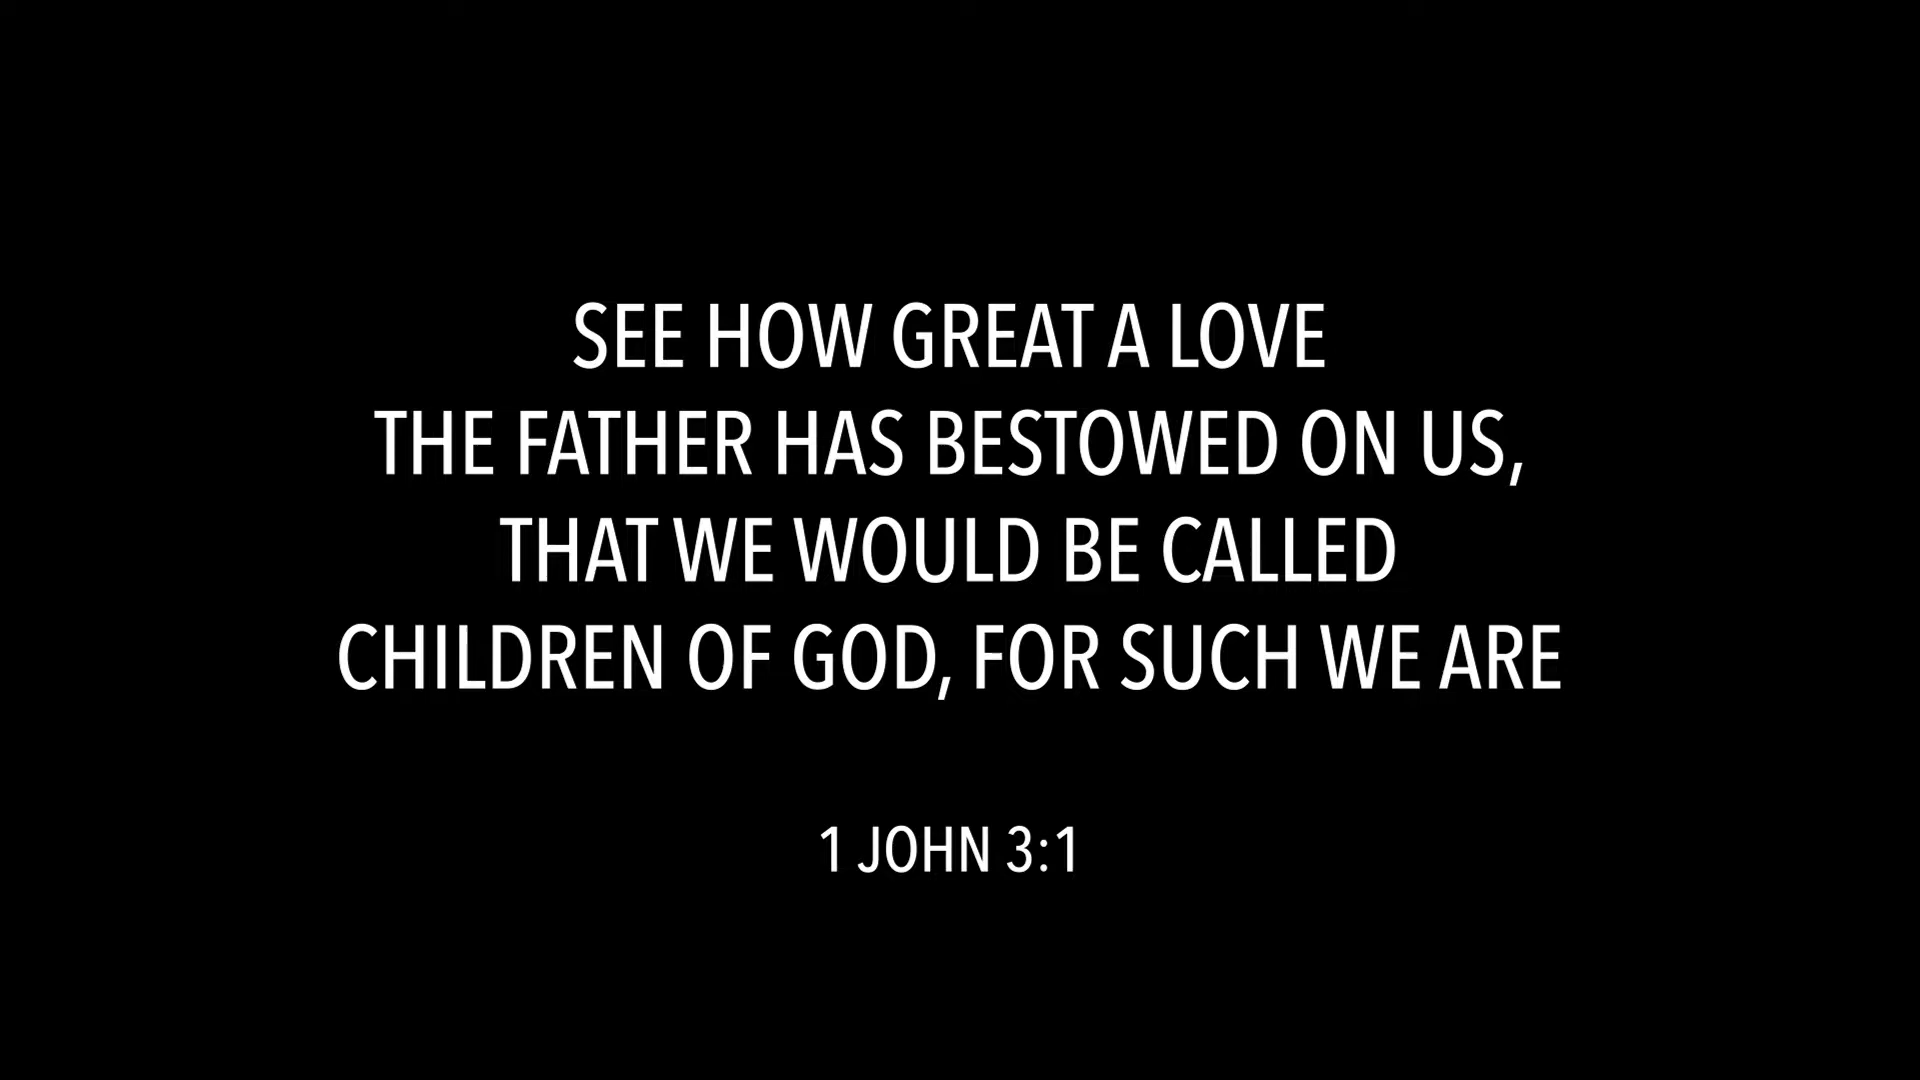 SEE HOW GREAT A LOVE
THE FATHER HAS BESTOWED ON US,
THAT WE WOULD BE CALLED
CHILDREN OF GOD, FOR SUCH WE ARE
1 JOHN 3:1